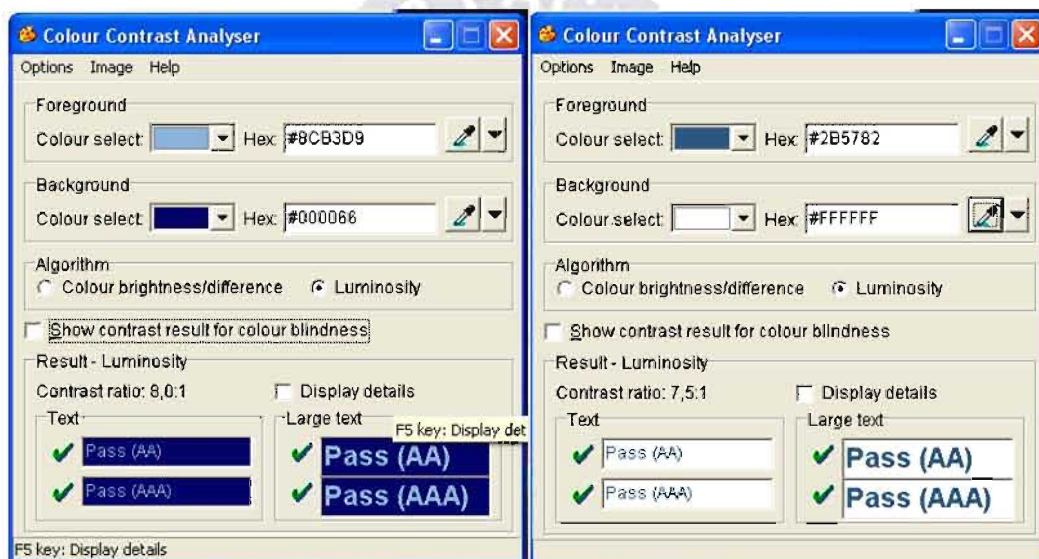 Colour Contrast Analyser
Options Image Help
Foreground
Colour select: Hex: #8CB3D9
Background
Colour select: Hex: #000066
Algorithm
Colour brightness/difference Luminosity
Show contrast result for colour blindness
Result - Luminosity
Contrast ratio: 8,0:1 Display details
Text Large text
F5 key: Display det
Pass (AA) Pass (AA)
Pass (AAA) Pass (AAA)
F5 key: Display details
Colour Contrast Analyser
Options Image Help
Foreground
Colour select: Hex: #2B5782
Background
Colour select: Hex: #FFFFFF
Algorithm
Colour brightness/difference Luminosity
Show contrast result for colour blindness
Result - Luminosity
Contrast ratio: 7,5:1 Display details
Text Large text
Pass (AA) Pass (AA)
Pass (AAA) Pass (AAA)